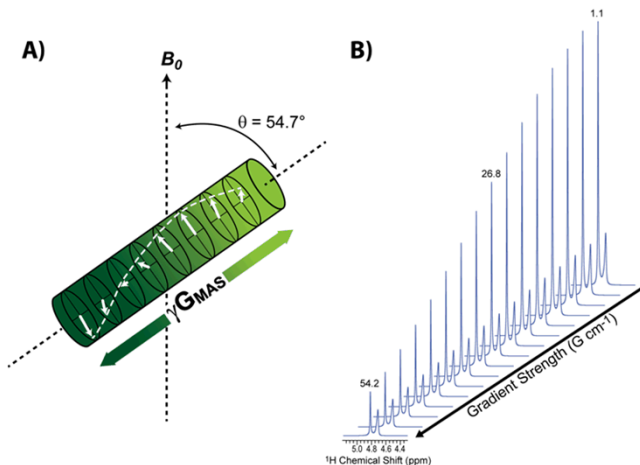 A)
B₀
θ = 54.7°
γGMAS
B)
1.1
26.8
54.2
Gradient Strength (G cm-1)
5.0 4.8 4.6 4.4
¹H Chemical Shift (ppm)